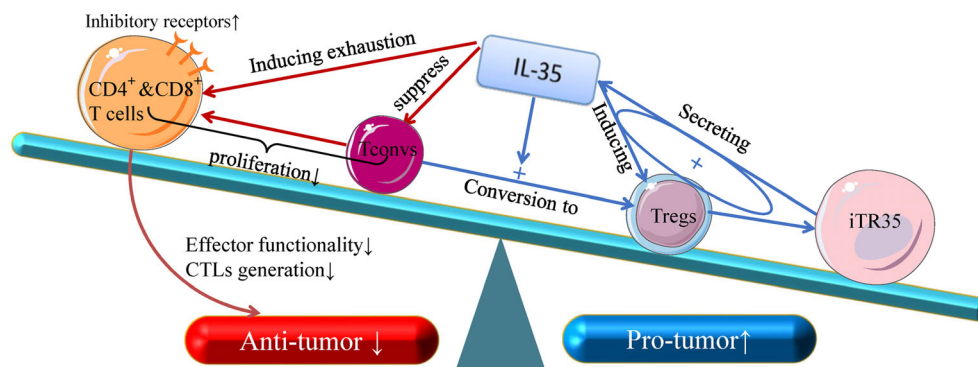 Inhibitory receptors↑
Inducing exhaustion
IL-35
CD4⁺ &CD8⁺
T cells
suppress
Secreting
Inducing
+
Tconvs
+
proliferation↓
Conversion to
Tregs
iTR35
Effector functionality↓
CTLs generation↓
Anti-tumor ↓
Pro-tumor↑